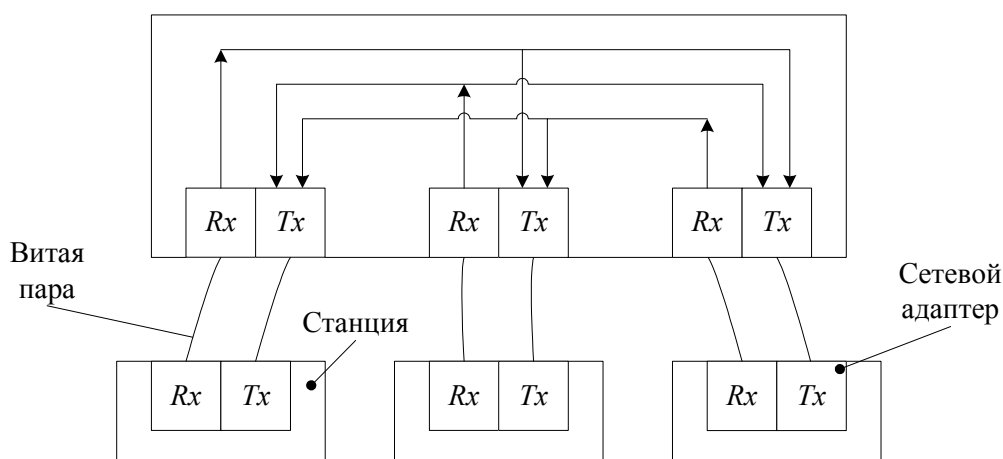 Rx Tx Rx Tx Rx Tx
Витая
пара
Сетевой
адаптер
Станция
Rx Tx Rx Tx Rx Tx